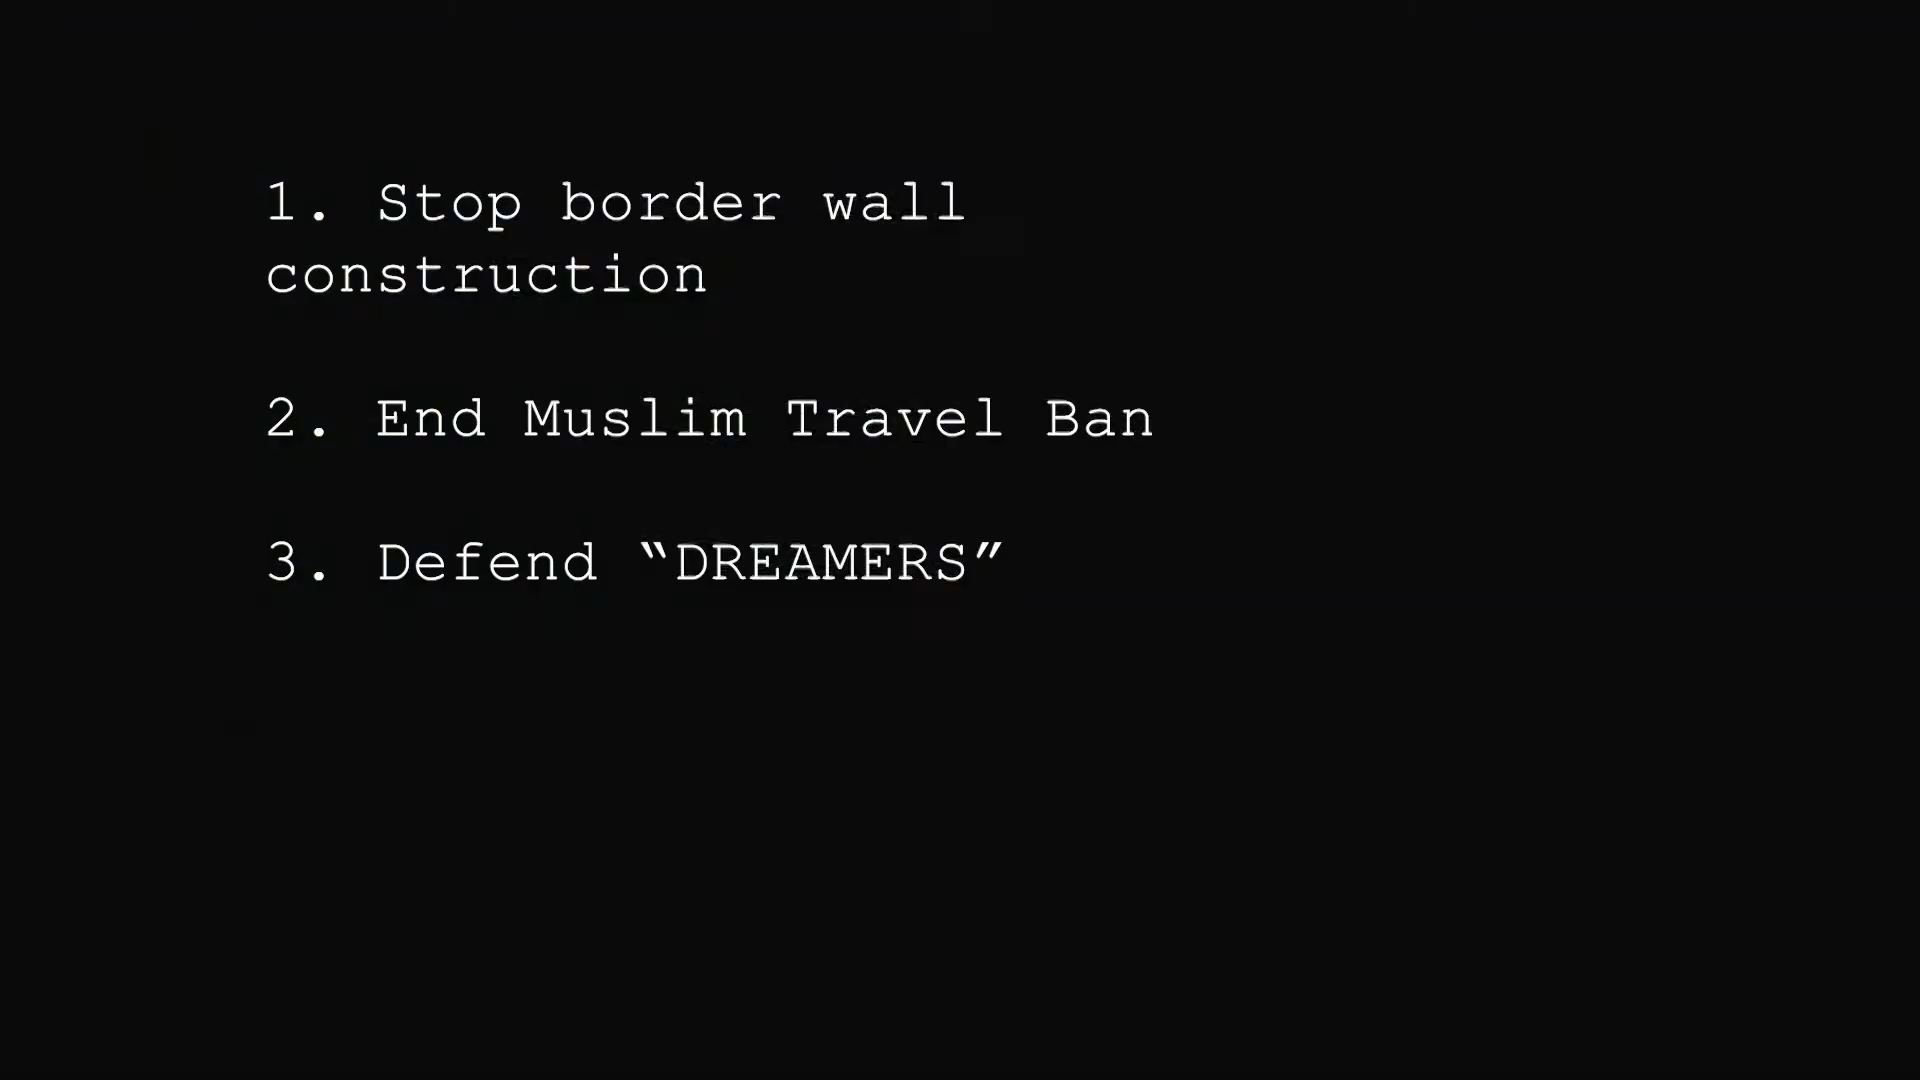 1. Stop border wall
construction
2. End Muslim Travel Ban
3. Defend “DREAMERS”